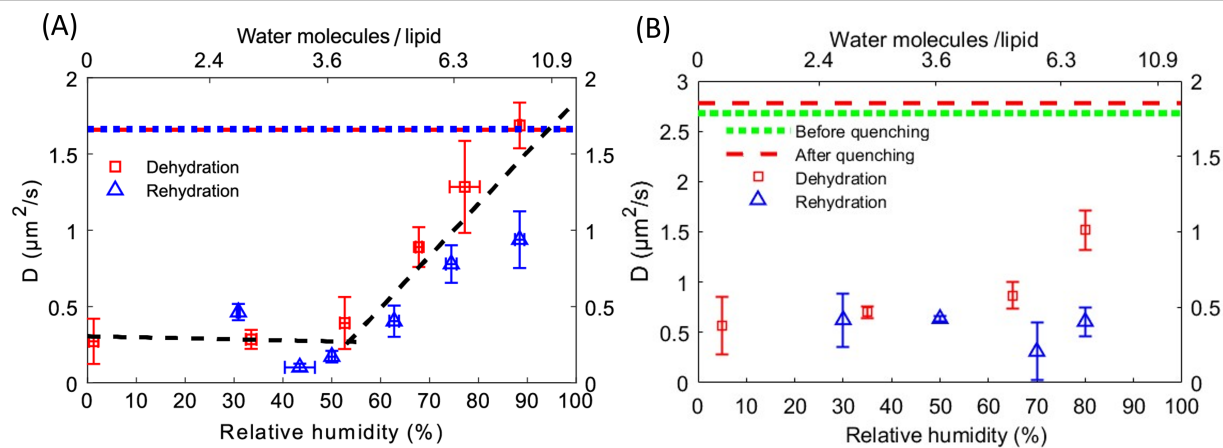 (A)
Water molecules / lipid
0 2.4 3.6 6.3 10.9
2 1.5 1 0.5 0
D (μm²/s)
Dehydration
Rehydration
2 1.5 1 0.5 0
0 10 20 30 40 50 60 70 80 90 100
Relative humidity (%)
(B)
Water molecules /lipid
0 2.4 3.6 6.3 10.9
3 2.5 2 1.5 1 0.5 0
D (μm²/s)
Before quenching
After quenching
Dehydration
Rehydration
2 1.5 1 0.5 0
0 10 20 30 40 50 60 70 80 90 100
Relative humidity (%)